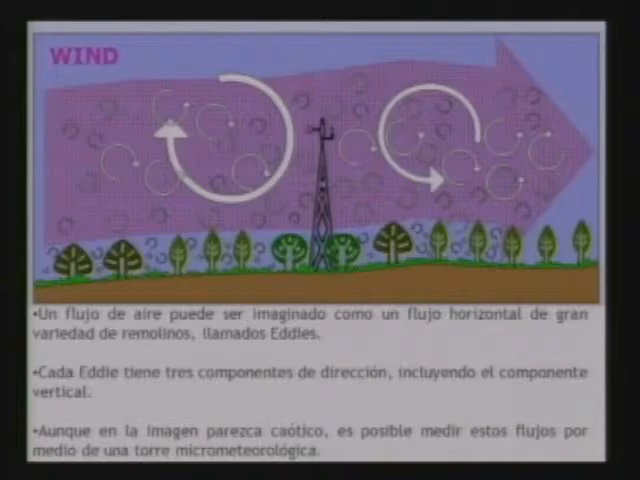 WIND
•Un flujo de aire puede ser imaginado como un flujo horizontal de gran
variedad de remolinos, llamados Eddies.
•Cada Eddie tiene tres componentes de dirección, incluyendo el componente
vertical.
•Aunque en la imagen parezca caótico, es posible medir estos flujos por
medio de una torre micrometeorológica.